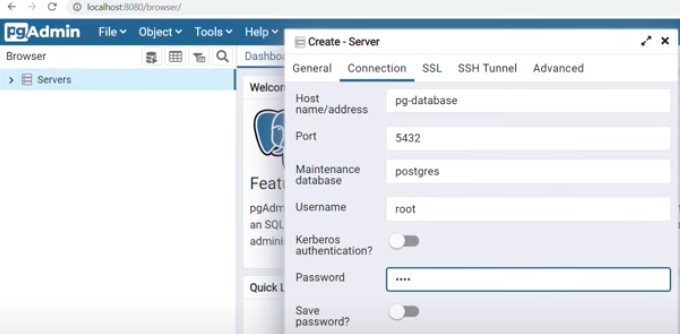 localhost:8080/browser/
pgAdmin File Object Tools Help
Browser
Dashboa
Create - Server
General Connection SSL SSH Tunnel Advanced
Servers
Welcon
Host
name/address
pg-database
Port
5432
Maintenance
database
postgres
Featu
Username
root
pgAdm
an SQL
adminis
Kerberos
authentication?
Password
••••
Quick L
Save
password?